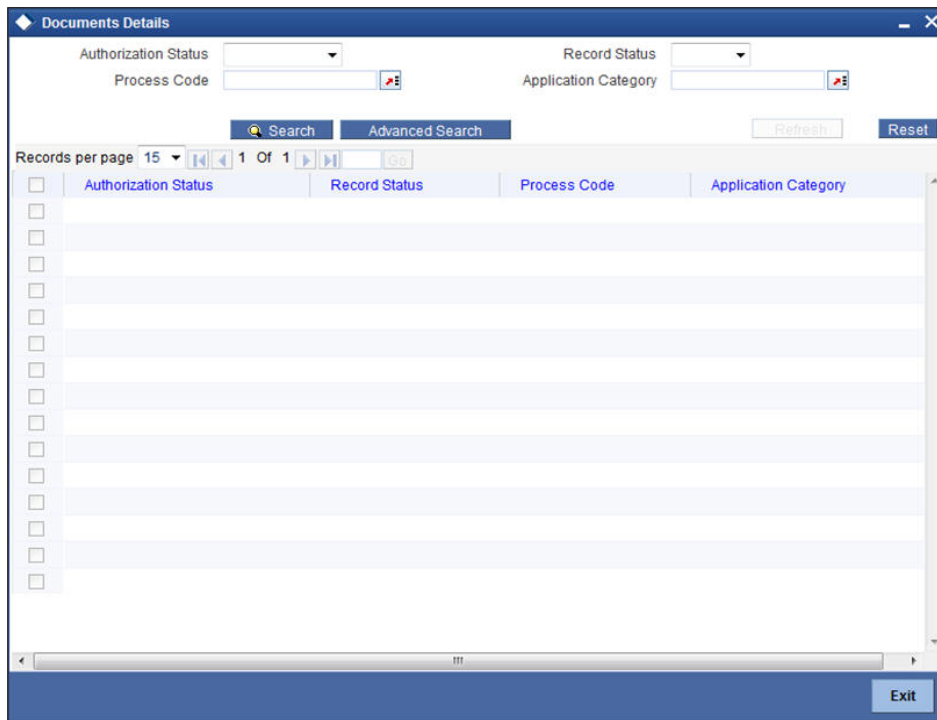 Documents Details
Authorization Status Record Status
Process Code Application Category
Search Advanced Search Refresh Reset
Records per page 15 1 Of 1 Go
Authorization Status Record Status Process Code Application Category
Exit